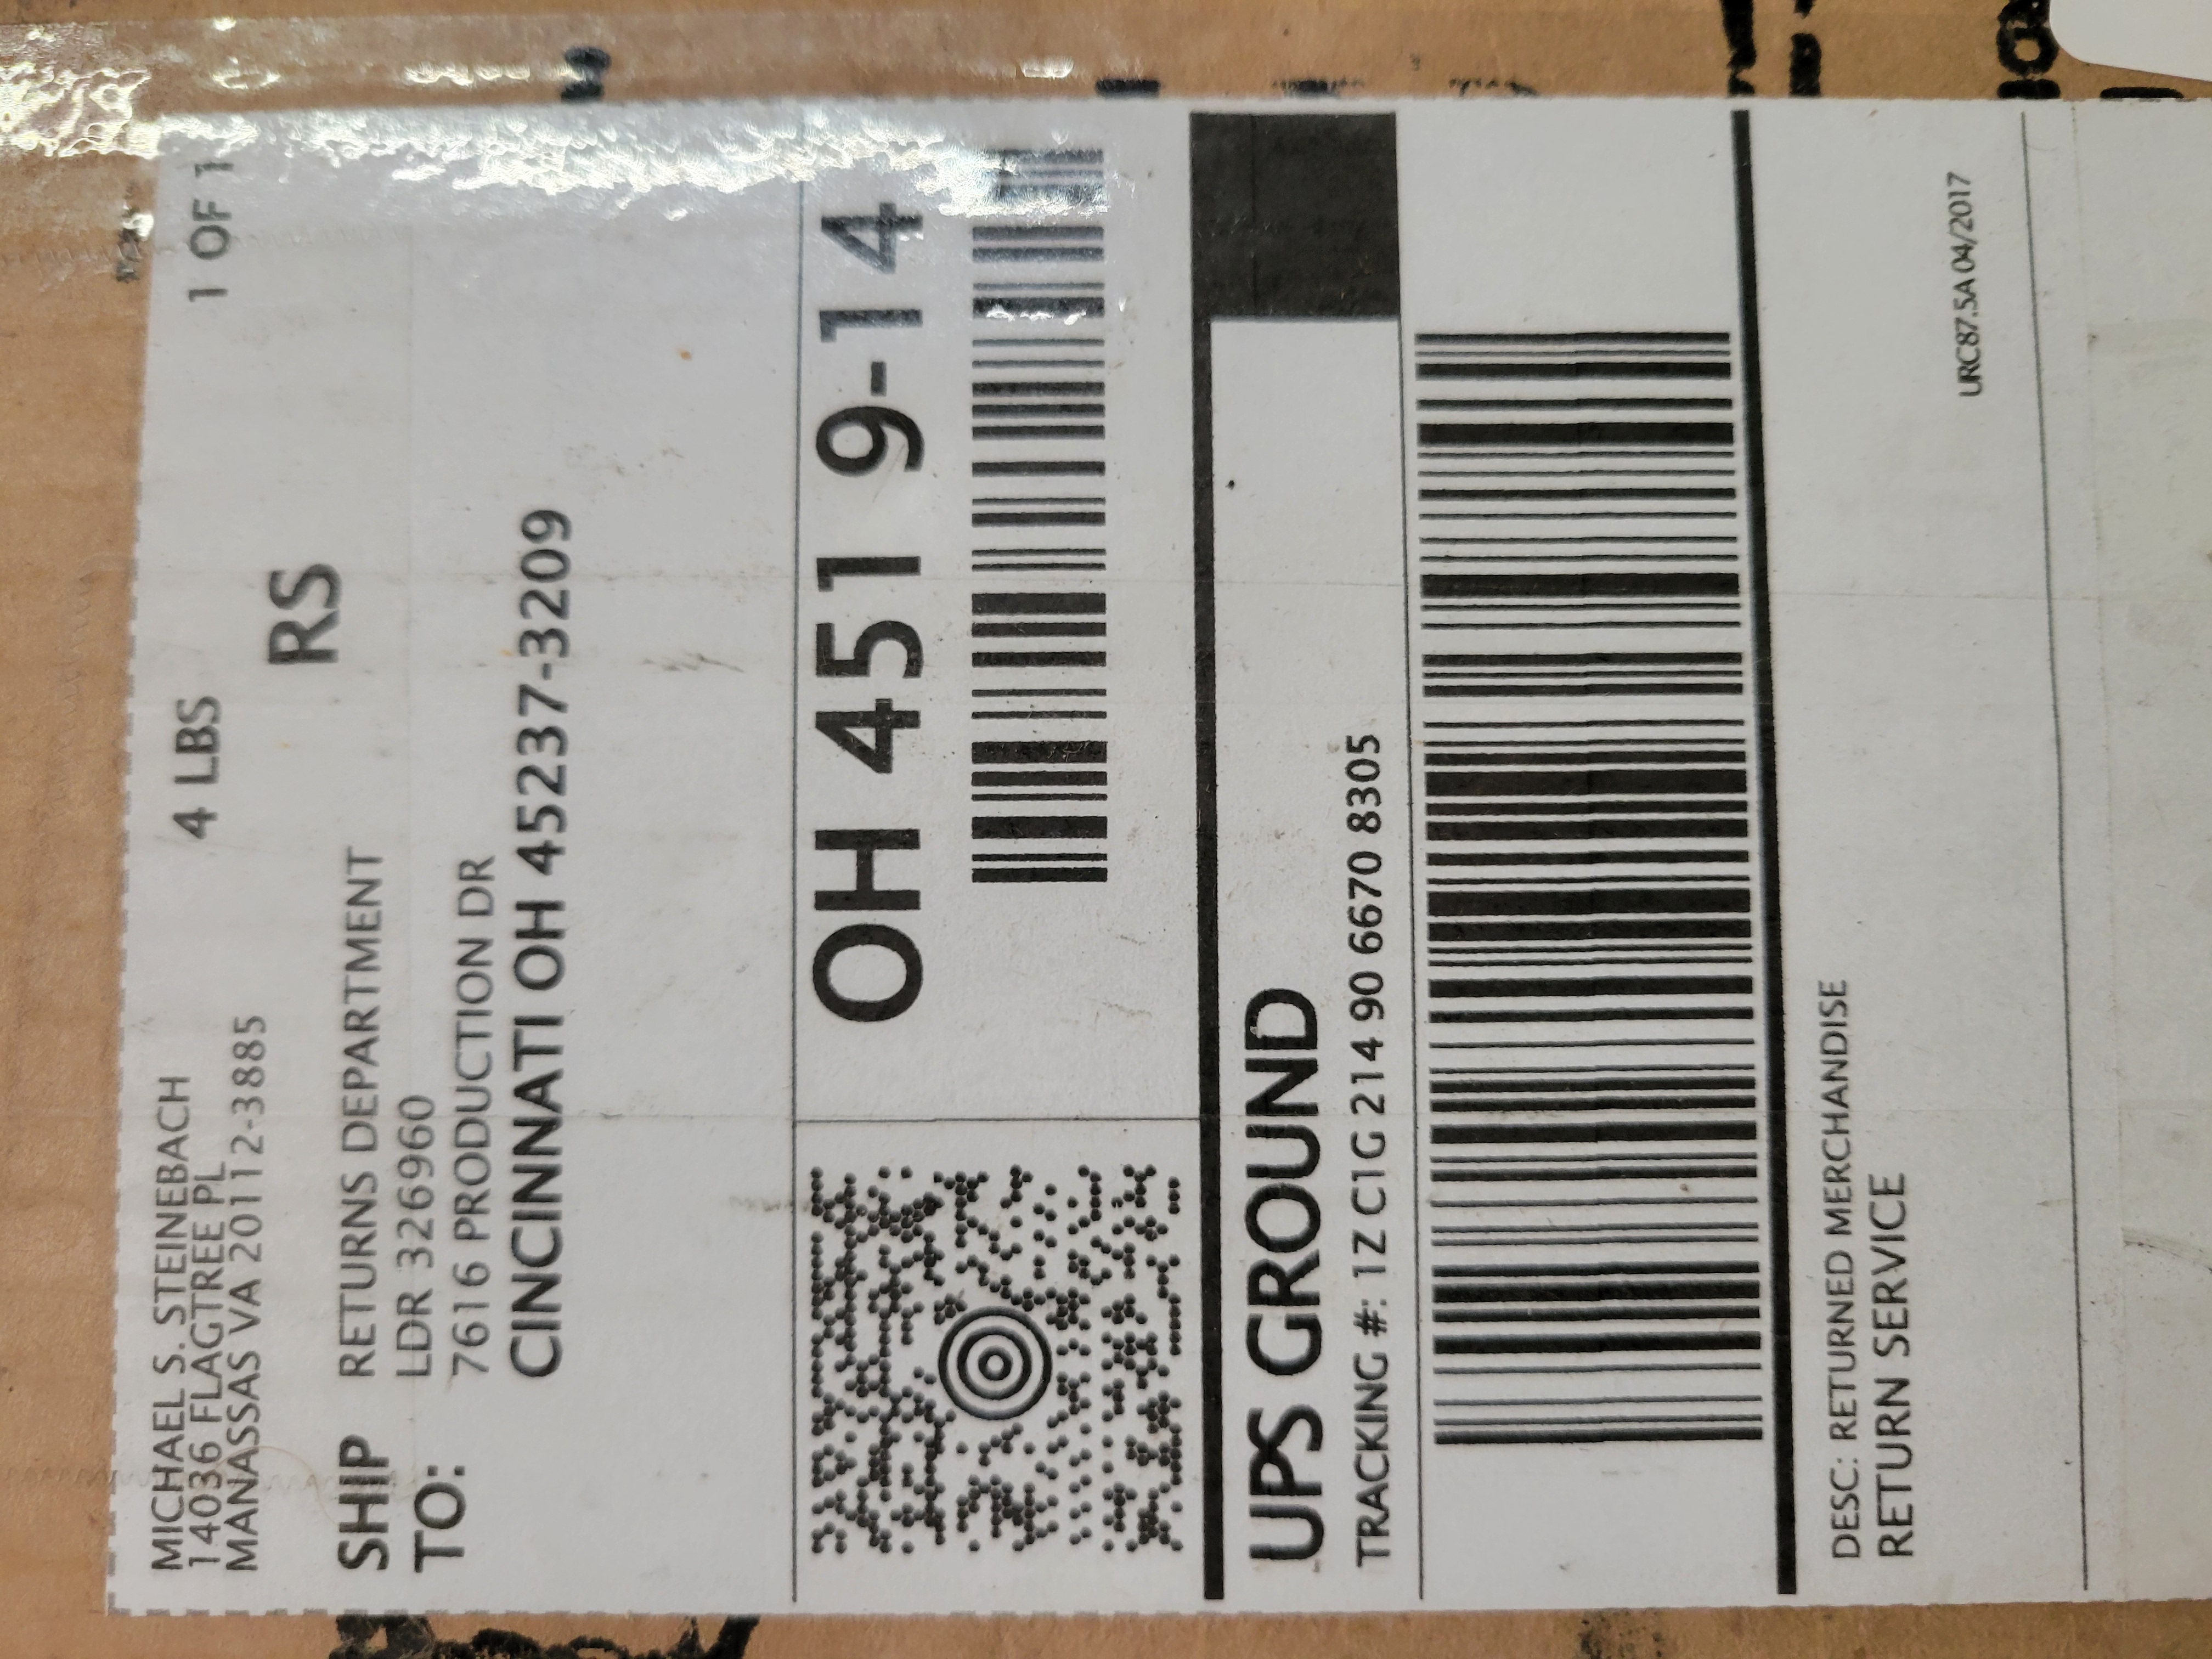 MICHAEL S. STEINEBACH
14036 FLAGTREE PL
MANASSAS VA 20112-3885
4 LBS
1 OF 1
RS
SHIP TO:
RETURNS DEPARTMENT
LDR 326960
7616 PRODUCTION DR
CINCINNATI OH 45237-3209
OH 451 9-14
UPS GROUND
TRACKING #: 1Z C1G 214 90 6670 8305
DESC: RETURNED MERCHANDISE
RETURN SERVICE
URC87.5A 04/2017